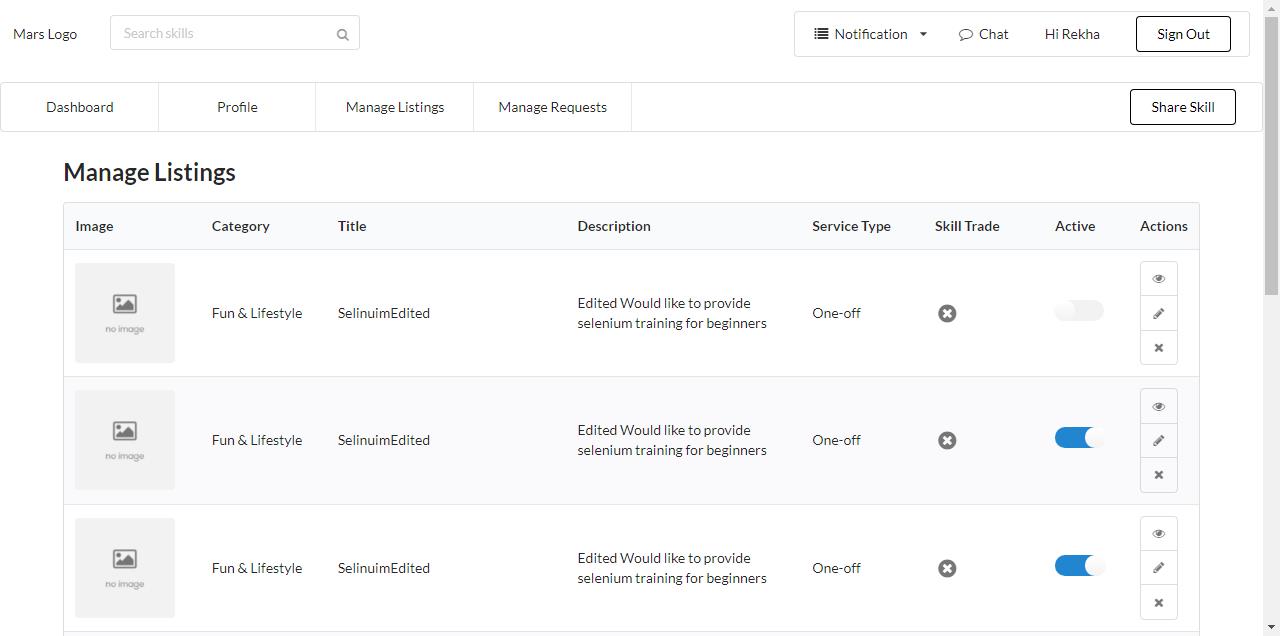 Mars Logo
Search skills
Notification
Chat
Hi Rekha
Sign Out
Dashboard
Profile
Manage Listings
Manage Requests
Share Skill
Manage Listings
Image Category Title Description Service Type Skill Trade Active Actions
no image
Fun & Lifestyle
SelinuimEdited
Edited Would like to provide
selenium training for beginners
One-off
no image
Fun & Lifestyle
SelinuimEdited
Edited Would like to provide
selenium training for beginners
One-off
no image
Fun & Lifestyle
SelinuimEdited
Edited Would like to provide
selenium training for beginners
One-off